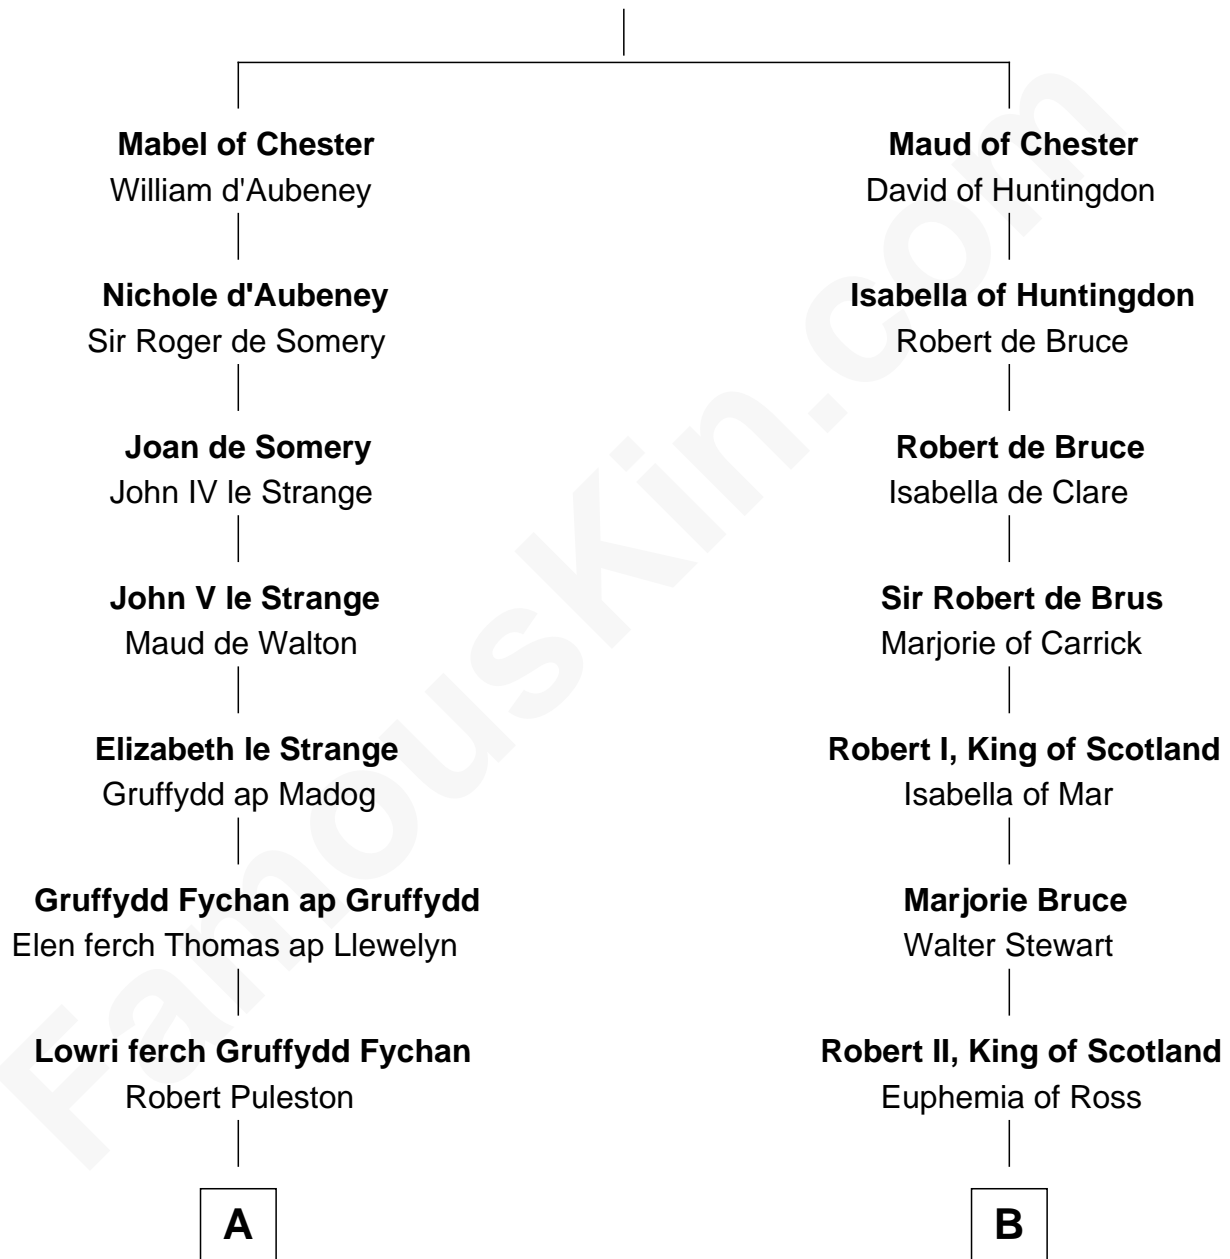 Mabel of Chester
William d'Aubeney
Nichole d'Aubeney
Sir Roger de Somery
Joan de Somery
John IV le Strange
John V le Strange
Maud de Walton
Elizabeth le Strange
Gruffydd ap Madog
Gruffydd Fychan ap Gruffydd
Elen ferch Thomas ap Llewelyn
Lowri ferch Gruffydd Fychan
Robert Puleston
A
Maud of Chester
David of Huntingdon
Isabella of Huntingdon
Robert de Bruce
Robert de Bruce
Isabella de Clare
Sir Robert de Brus
Marjorie of Carrick
Robert I, King of Scotland
Isabella of Mar
Marjorie Bruce
Walter Stewart
Robert II, King of Scotland
Euphemia of Ross
B
FamousKin.com